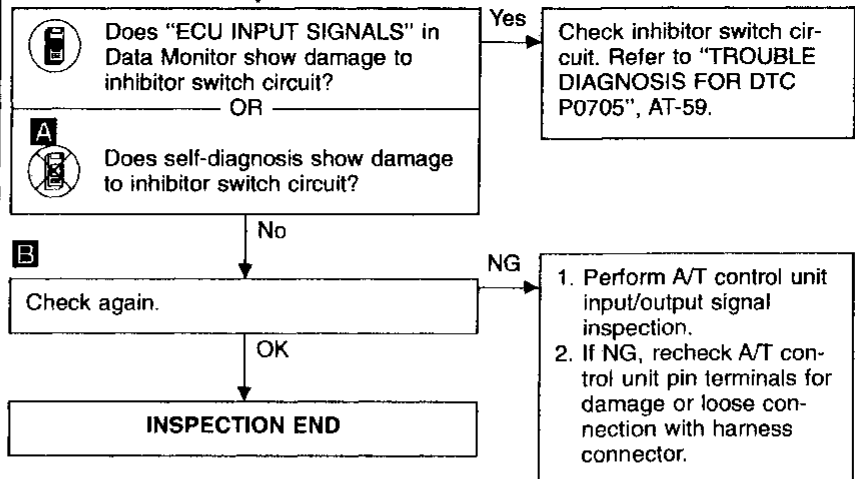 Does "ECU INPUT SIGNALS" in
Data Monitor show damage to
inhibitor switch circuit?
OR
A
Does self-diagnosis show damage
to inhibitor switch circuit?
Yes
Check inhibitor switch cir-
cuit. Refer to "TROUBLE
DIAGNOSIS FOR DTC
P0705", AT-59.
No
B
Check again.
NG
1. Perform A/T control unit
input/output signal
inspection.
2. If NG, recheck A/T con-
trol unit pin terminals for
damage or loose con-
nection with harness
connector.
OK
INSPECTION END